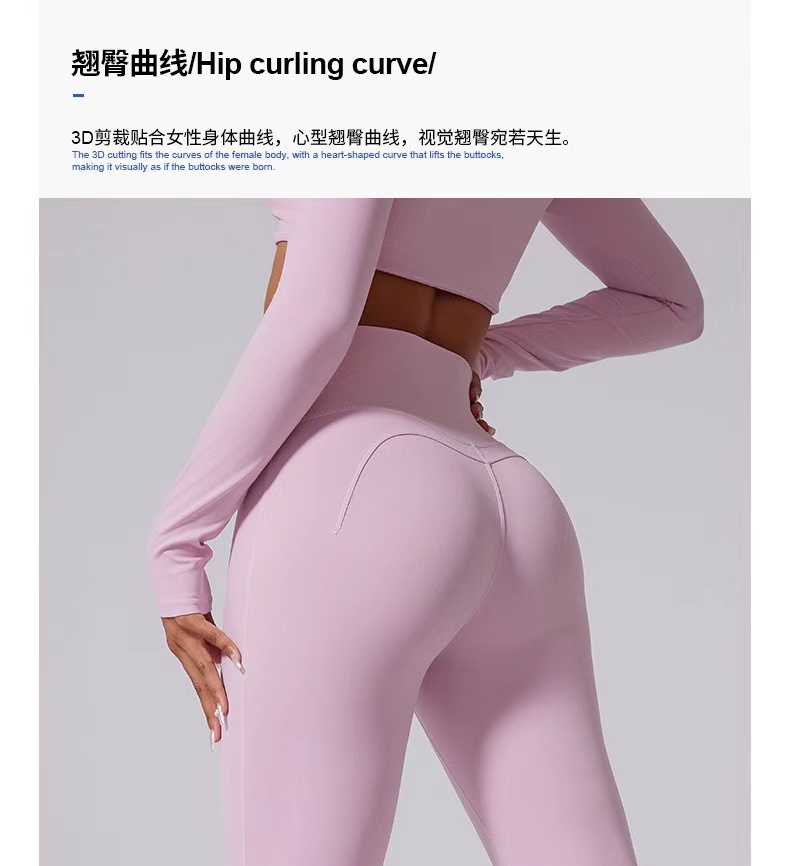 翘臀曲线/Hip curling curve/
3D剪裁贴合女性身体曲线，心型翘臀曲线，视觉翘臀宛若天生。
The 3D cutting fits the curves of the female body, with a heart-shaped curve that lifts the buttocks,
making it visually as if the buttocks were born.